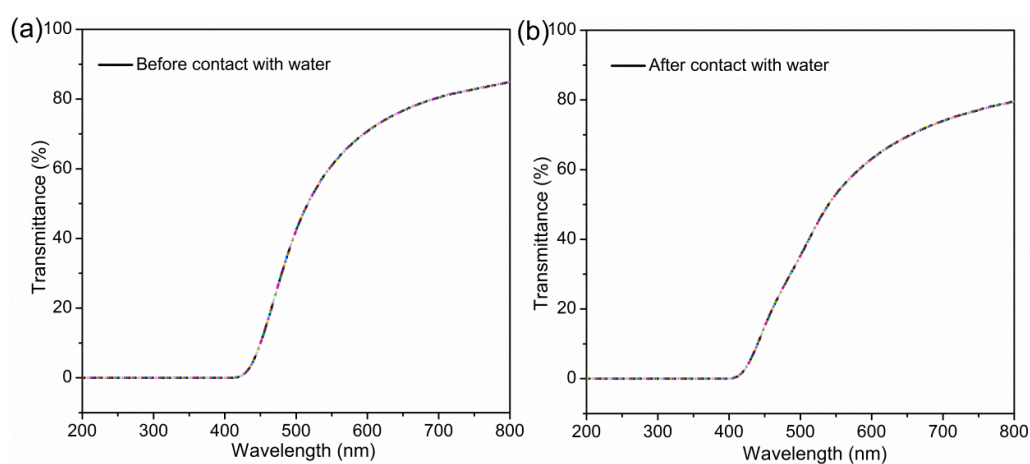 (a)
100
80
60
40
20
0
Transmittance (%)
Before contact with water
200 300 400 500 600 700 800
Wavelength (nm)
(b)
100
80
60
40
20
0
Transmittance (%)
After contact with water
200 300 400 500 600 700 800
Wavelength (nm)